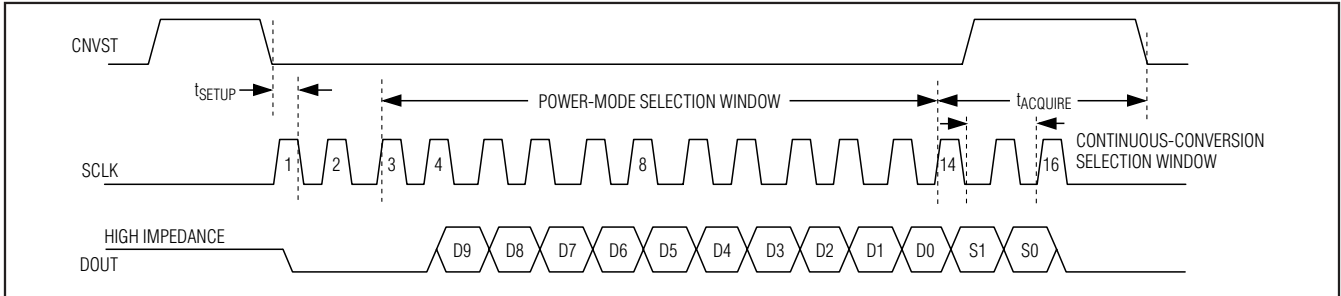 CNVST
tSETUP
POWER-MODE SELECTION WINDOW
tACQUIRE
CONTINUOUS-CONVERSION
SELECTION WINDOW
SCLK
1 2 3 4 8 14 16
HIGH IMPEDANCE
DOUT
D9 D8 D7 D6 D5 D4 D3 D2 D1 D0 S1 S0